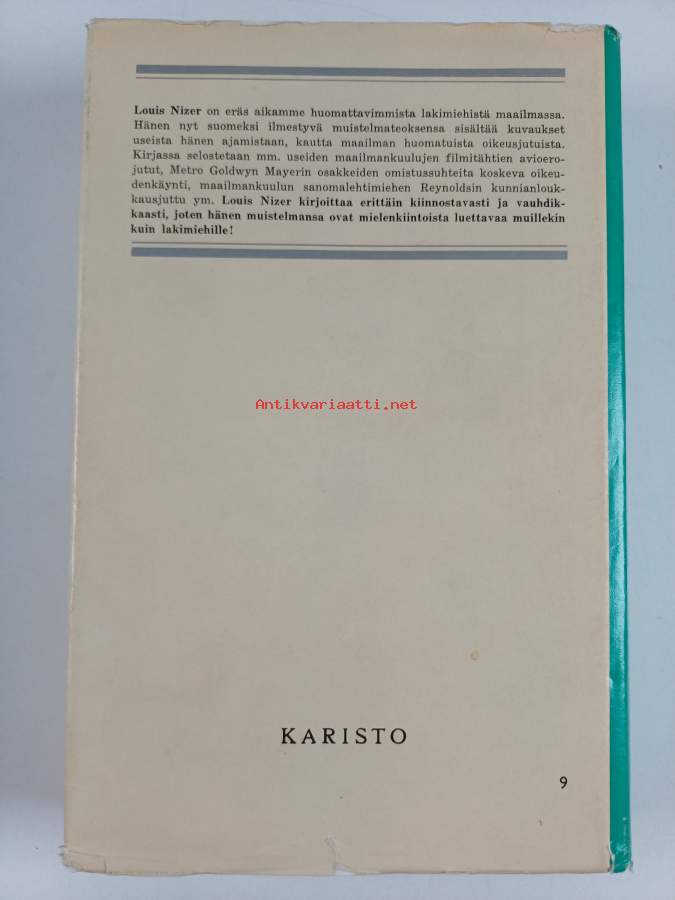 Louis Nizer on eräs aikamme huomattavimmista lakimiehistä maailmassa.
Hänen nyt suomeksi ilmestyvä muistelmateoksensa sisältää kuvaukset
useista hänen ajamistaan, kautta maailman huomatuista oikeusjutuista.
Kirjassa selostetaan mm. useiden maailmankuulujen filmitähtien avioero-
jutut, Metro Goldwyn Mayerin osakkeiden omistussuhteita koskeva oikeu-
denkäynti, maailmankuulun sanomalehtimiehen Reynoldsin kunnianlouk-
kausjuttu ym. Louis Nizer kirjoittaa erittäin kiinnostavasti ja vauhdik-
kaasti, joten hänen muistelmansa ovat mielenkiintoista luettavaa muillekin
kuin lakimiehille!
Antikvariaatti.net
KARISTO
9